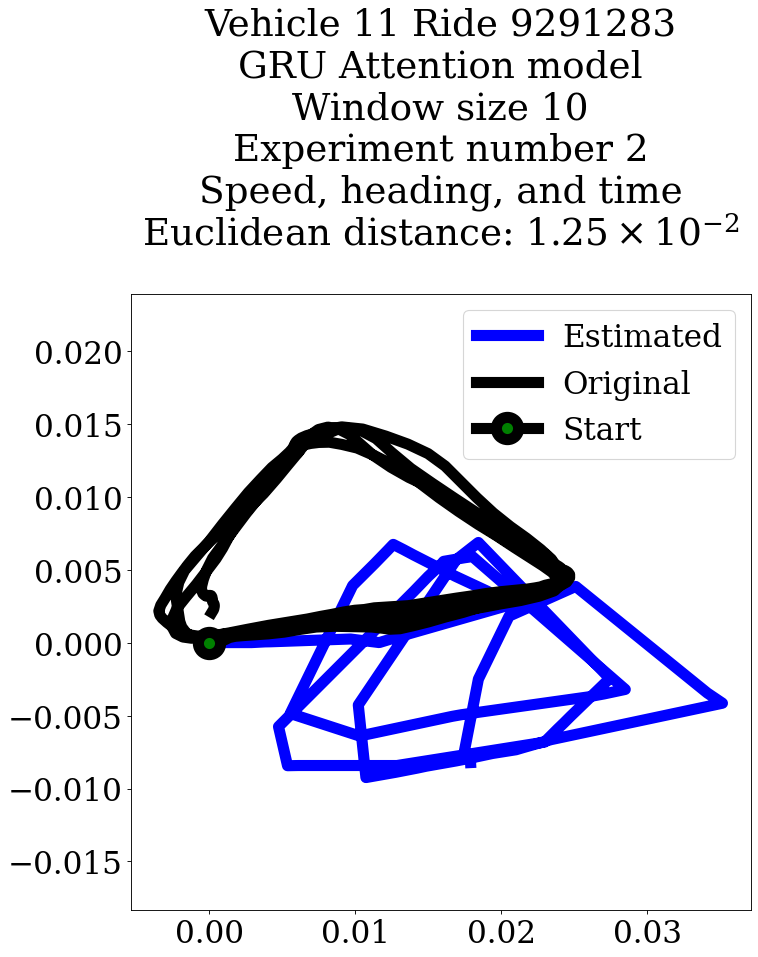 Vehicle 11 Ride 9291283
GRU Attention model
Window size 10
Experiment number 2
Speed, heading, and time
Euclidean distance: 1.25 × 10⁻²
Estimated
Original
Start
0.020
0.015
0.010
0.005
0.000
−0.005
−0.010
−0.015
0.00 0.01 0.02 0.03